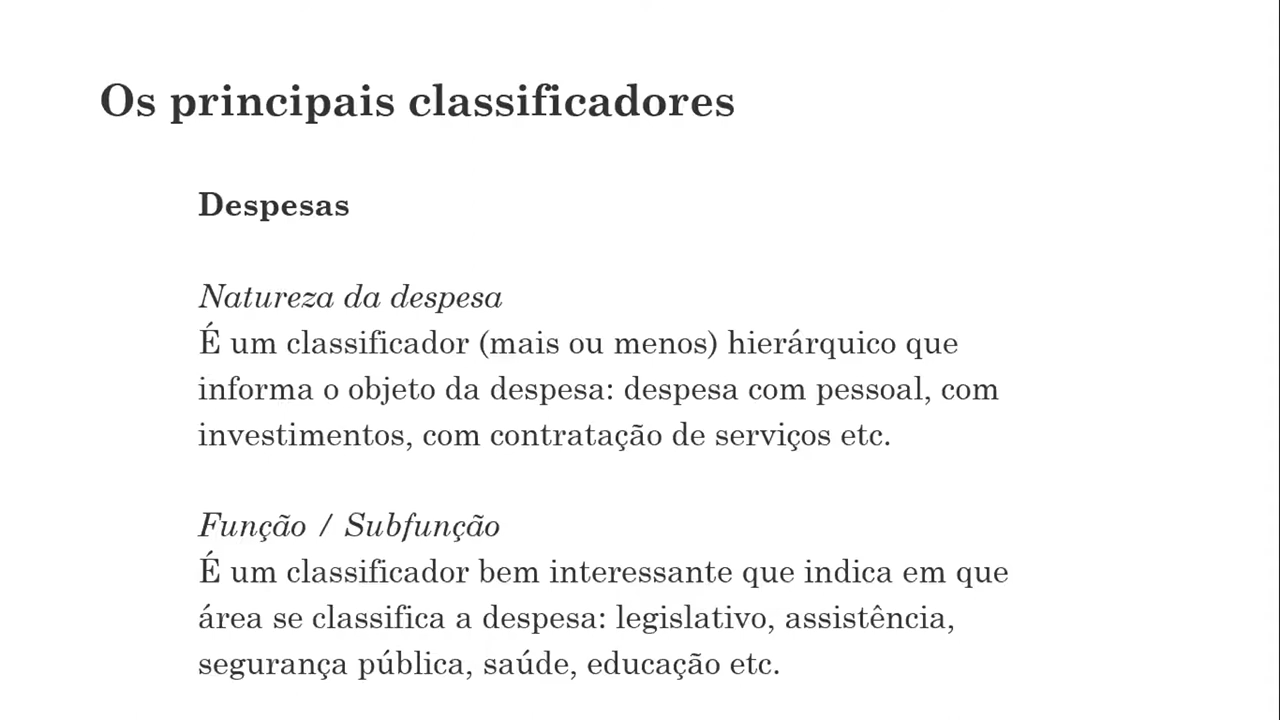 Os principais classificadores
Despesas
Natureza da despesa
É um classificador (mais ou menos) hierárquico que
informa o objeto da despesa: despesa com pessoal, com
investimentos, com contratação de serviços etc.
Função / Subfunção
É um classificador bem interessante que indica em que
área se classifica a despesa: legislativo, assistência,
segurança pública, saúde, educação etc.